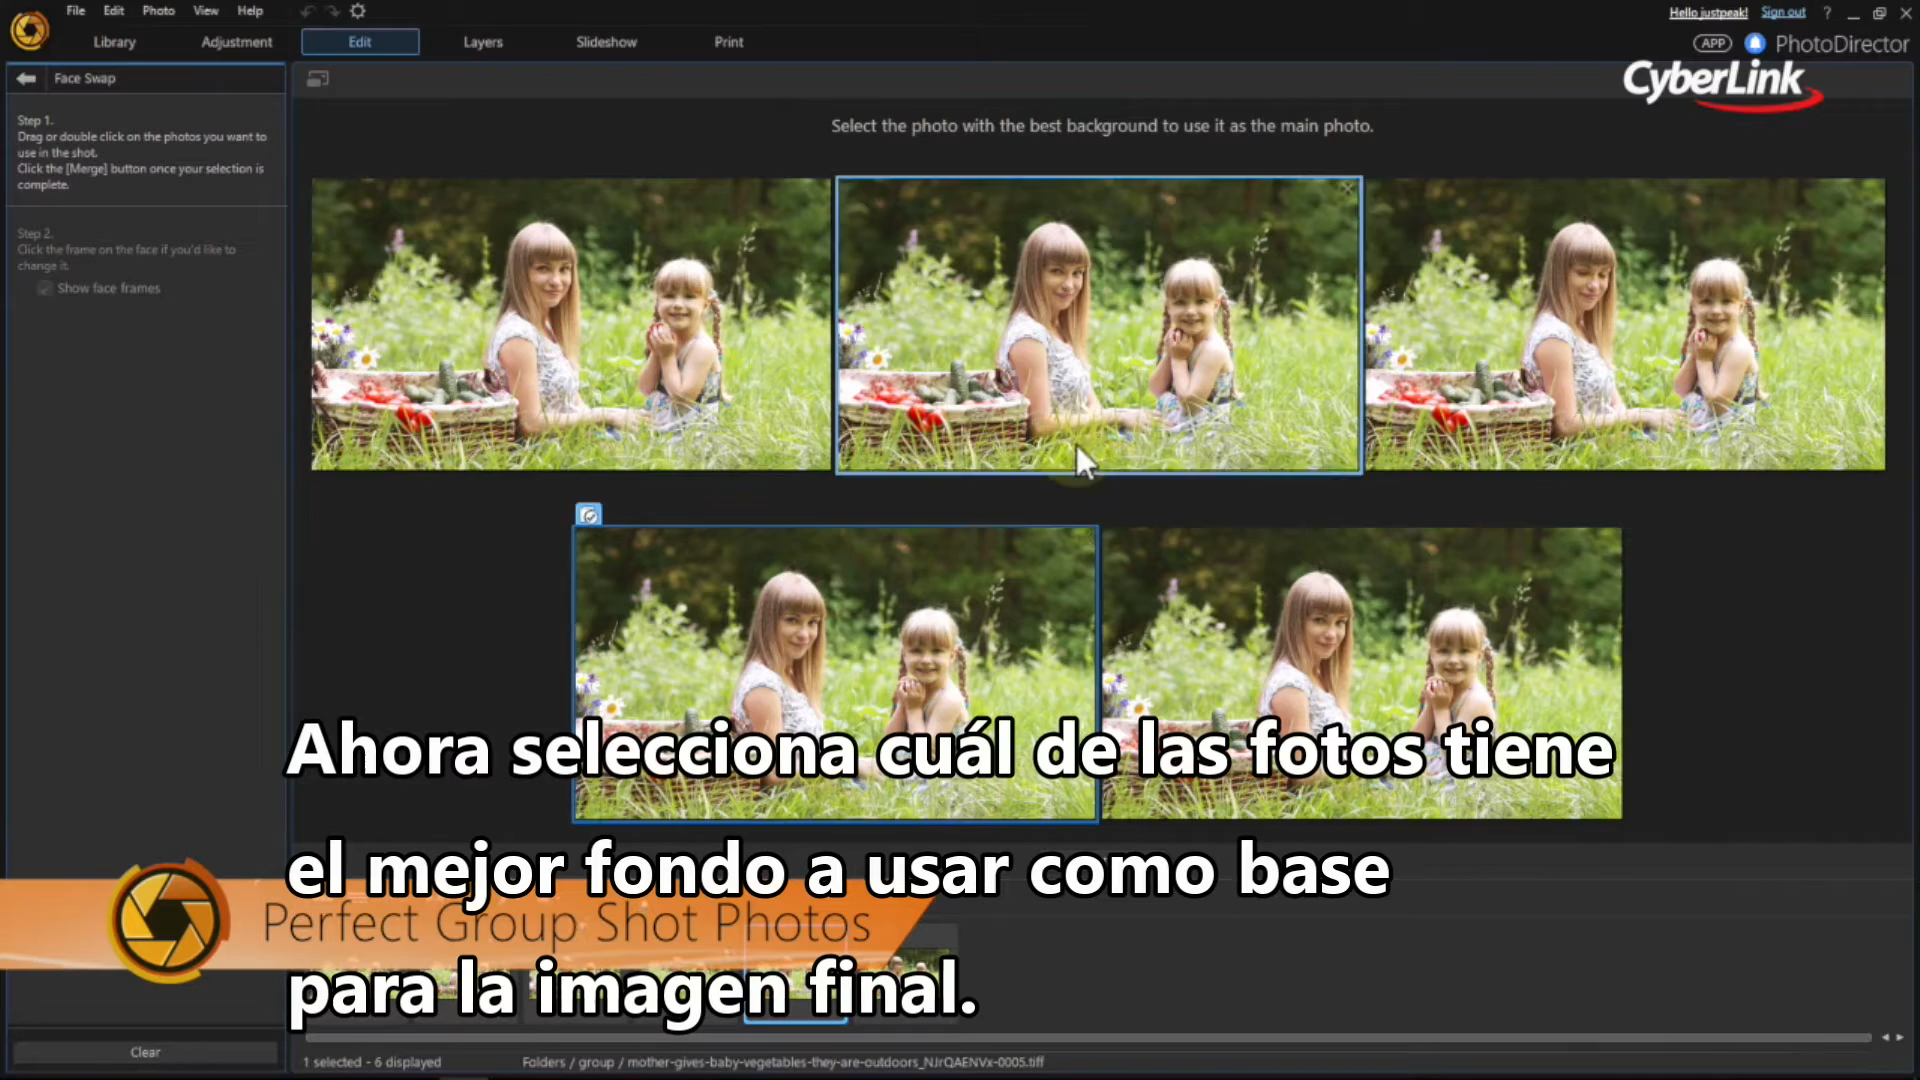 File Edit Photo View Help
Hello justpeak! Sign out ?
Library Adjustment Edit Layers Slideshow Print
APP PhotoDirector
CyberLink
Face Swap
Step 1.
Drag or double click on the photos you want to
use in the shot.
Click the [Merge] button once your selection is
complete.
Step 2.
Click the frame on the face if you'd like to
change it.
Show face frames
Select the photo with the best background to use it as the main photo.
Ahora selecciona cuál de las fotos tiene
el mejor fondo a usar como base
Perfect Group Shot Photos
para la imagen final.
Clear
1 selected - 6 displayed
Folders / group / mother-gives-baby-vegetables-they-are-outdoors_NJrQAENVx-0005.tiff